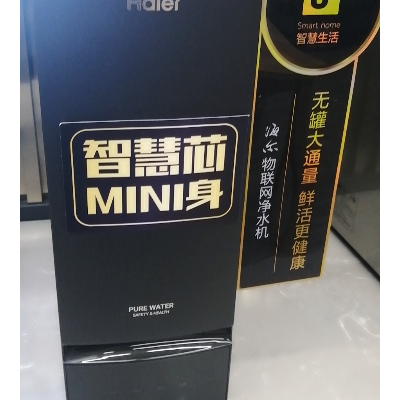 Haier
智慧芯
MINI身
PURE WATER
SAFETY & HEALTH
Smart home
智慧生活
无罐大通量 鲜活更健康
海尔物联网净水机